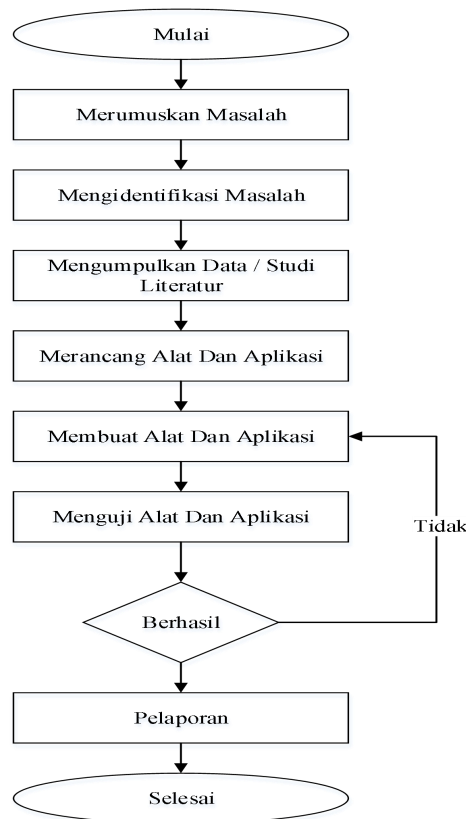 Mulai
Merumuskan Masalah
Mengidentifikasi Masalah
Mengumpulkan Data / Studi
Literatur
Merancang Alat Dan Aplikasi
Membuat Alat Dan Aplikasi
Menguji Alat Dan Aplikasi
Tidak
Berhasil
Pelaporan
Selesai